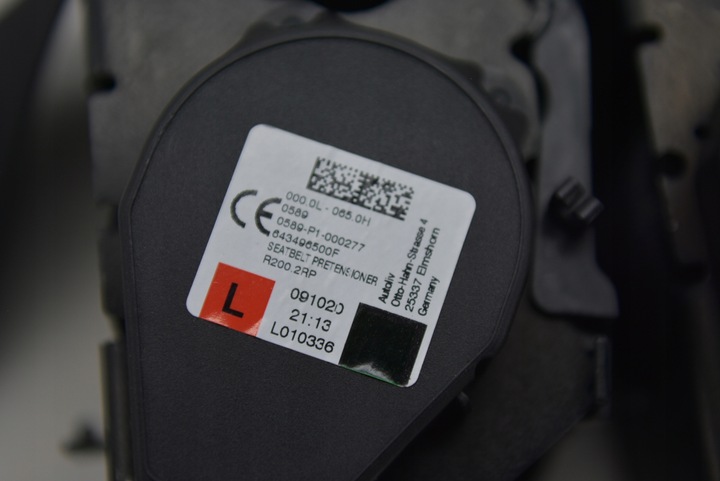 000.0L - 065.0H
CE 0589
0589-P1-000277
643496500F
SEATBELT PRETENSIONER
R200.2RP
L
091020
21:13
L010336
Autoliv
Otto-Hahn-Strasse 4
25337 Elmshorn
Germany